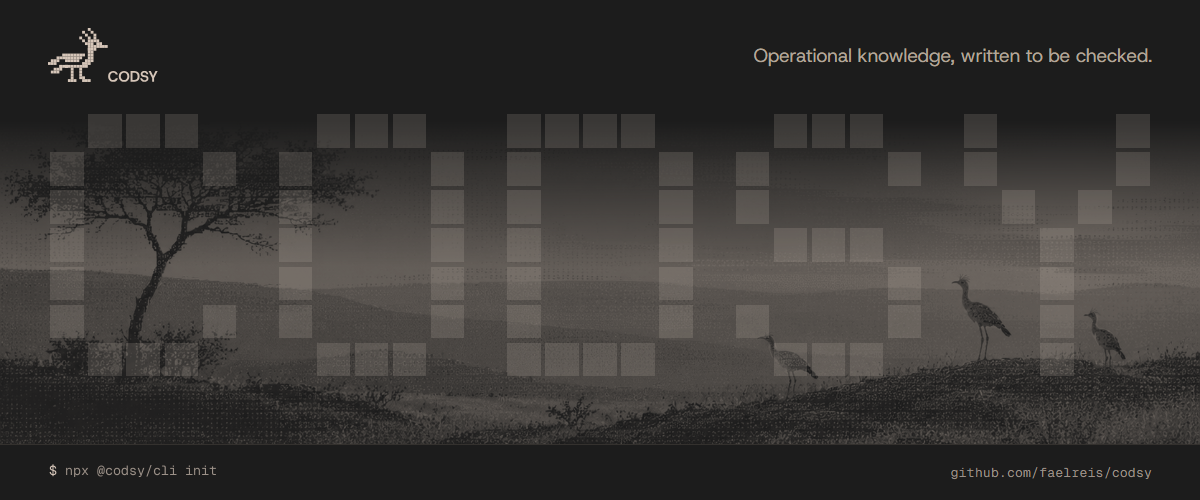 CODSY
Operational knowledge, written to be checked.
CODSY
$ npx @codsy/cli init
github.com/faelreis/codsy